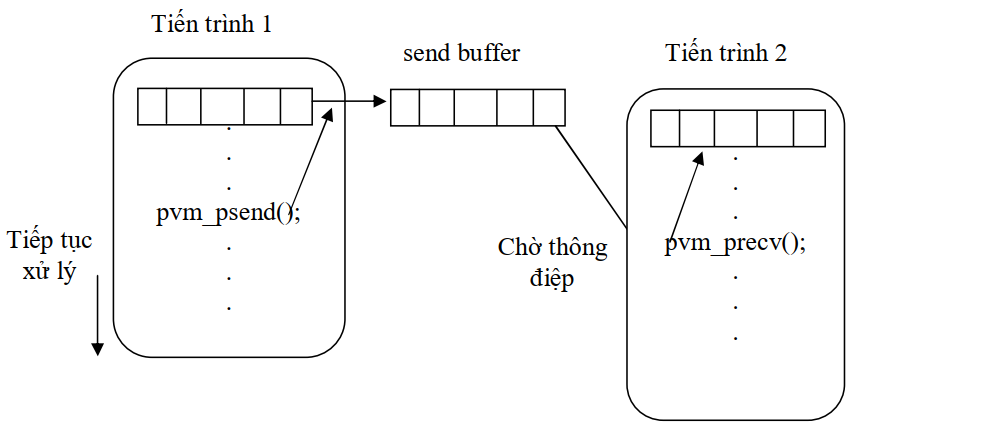 Tiến trình 1
send buffer
Tiến trình 2
pvm_psend();
Tiếp tục
xử lý
Chờ thông
điệp
pvm_precv();